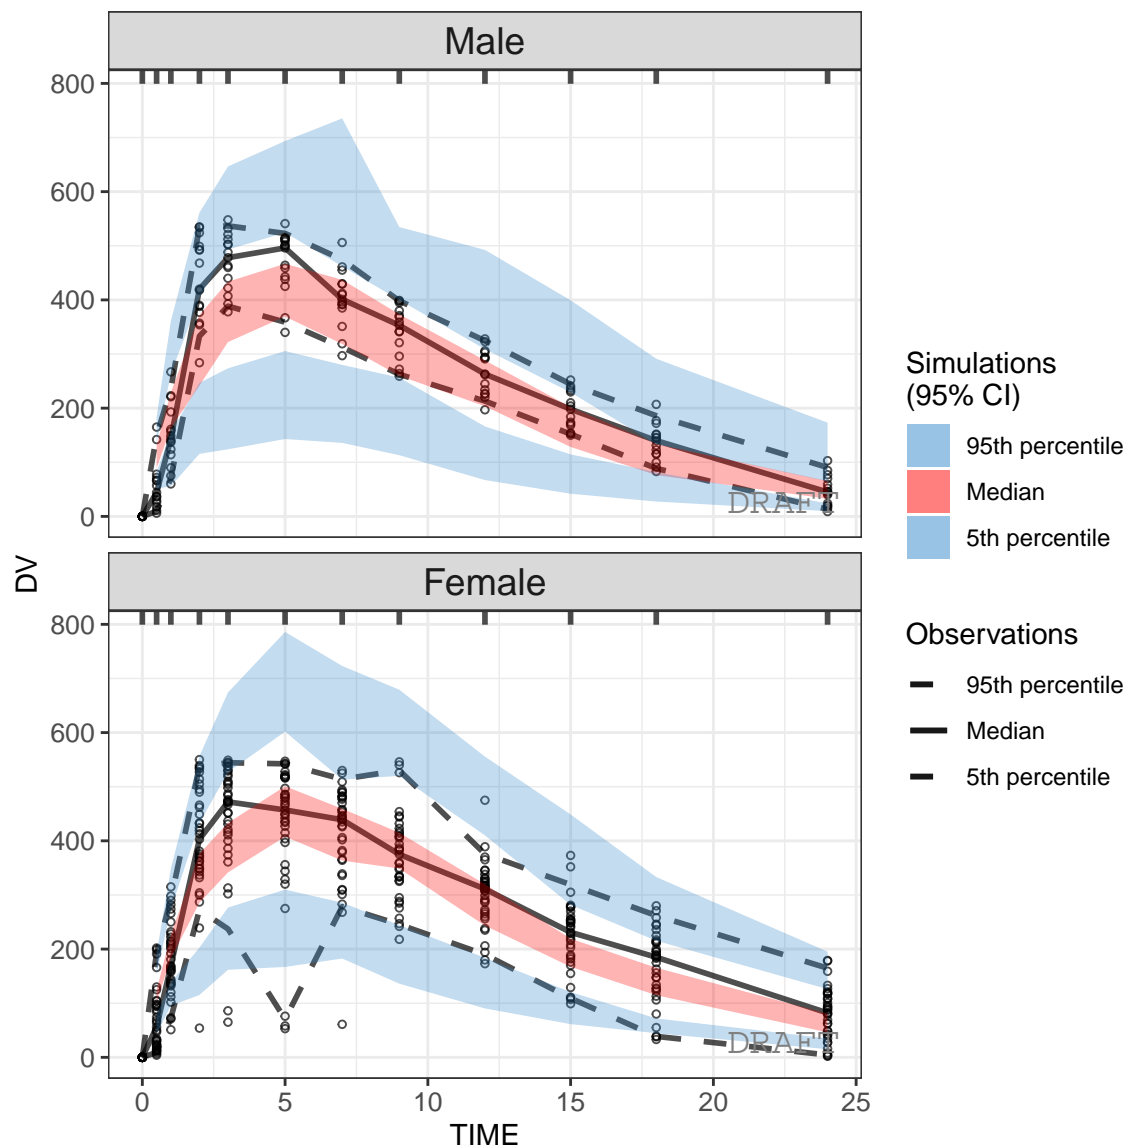 Male
800
600
400
200
0
DRAFT
DV
Female
800
600
400
200
0
DRAFT
0 5 10 15 20 25
TIME
Simulations
(95% CI)
95th percentile
Median
5th percentile
Observations
95th percentile
Median
5th percentile